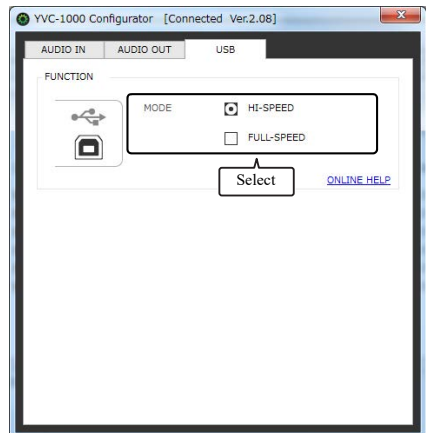 YVC-1000 Configurator [Connected Ver.2.08]
AUDIO IN AUDIO OUT USB
FUNCTION
MODE HI-SPEED
FULL-SPEED
Select
ONLINE HELP